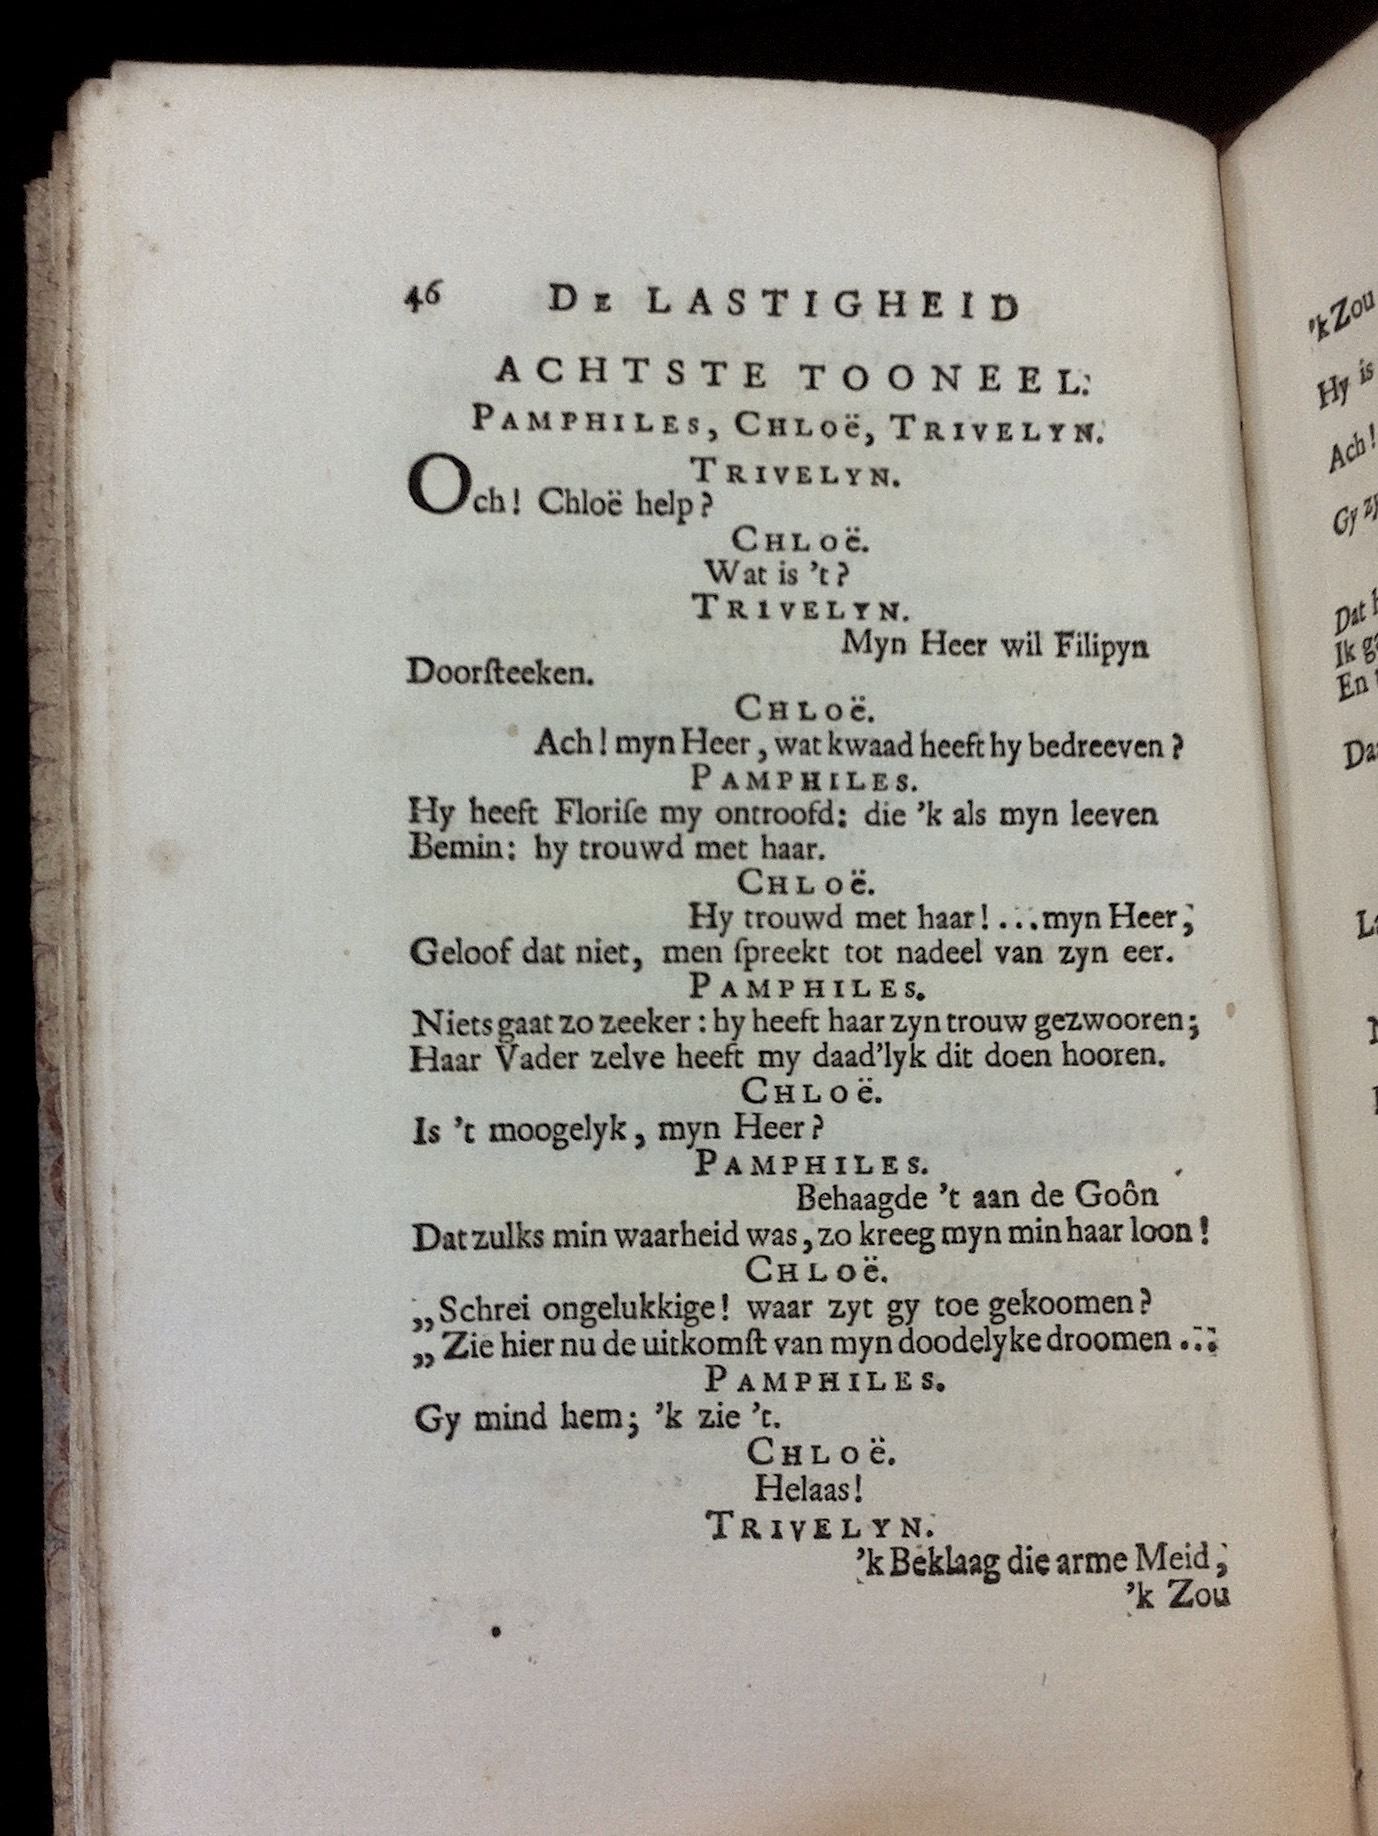 46 DE LASTIGHEID
ACHTSTE TOONEEL.
PAMPHILES, CHLOË, TRIVELYN.
TRIVELYN.
Och! Chloë help?
CHLOË.
Wat is 't?
TRIVELYN.
Myn Heer wil Filipyn
Doorſteeken.
CHLOË.
Ach! myn Heer, wat kwaad heeft hy bedreeven?
PAMPHILES.
Hy heeft Floriſe my ontroofd: die 'k als myn leeven
Bemin: hy trouwd met haar.
CHLOË.
Hy trouwd met haar! ...myn Heer;
Geloof dat niet, men ſpreekt tot nadeel van zyn eer.
PAMPHILES.
Niets gaat zo zeeker: hy heeft haar zyn trouw gezwooren;
Haar Vader zelve heeft my daad'lyk dit doen hooren.
CHLOË.
Is 't moogelyk, myn Heer?
PAMPHILES.
Behaagde 't aan de Goôn
Dat zulks min waarheid was, zo kreeg myn min haar loon!
CHLOË.
„Schrei ongelukkige! waar zyt gy toe gekoomen?
„Zie hier nu de uitkomſt van myn doodelyke droomen ...
PAMPHILES.
Gy mind hem; 'k zie 't.
CHLOË.
Helaas!
TRIVELYN.
'k Beklaag die arme Meid;
'k Zou
'k Zou
Hy is
Ach!
Gy
Dat
Ik
En